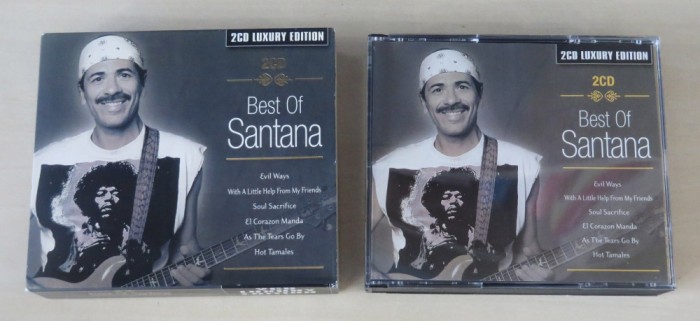 2CD LUXURY EDITION
2CD
Best Of
Santana
Evil Ways
With A Little Help From My Friends
Soul Sacrifice
El Corazon Manda
As The Tears Go By
Hot Tamales
2CD LUXURY EDITION
2CD
Best Of
Santana
Evil Ways
With A Little Help From My Friends
Soul Sacrifice
El Corazon Manda
As The Tears Go By
Hot Tamales